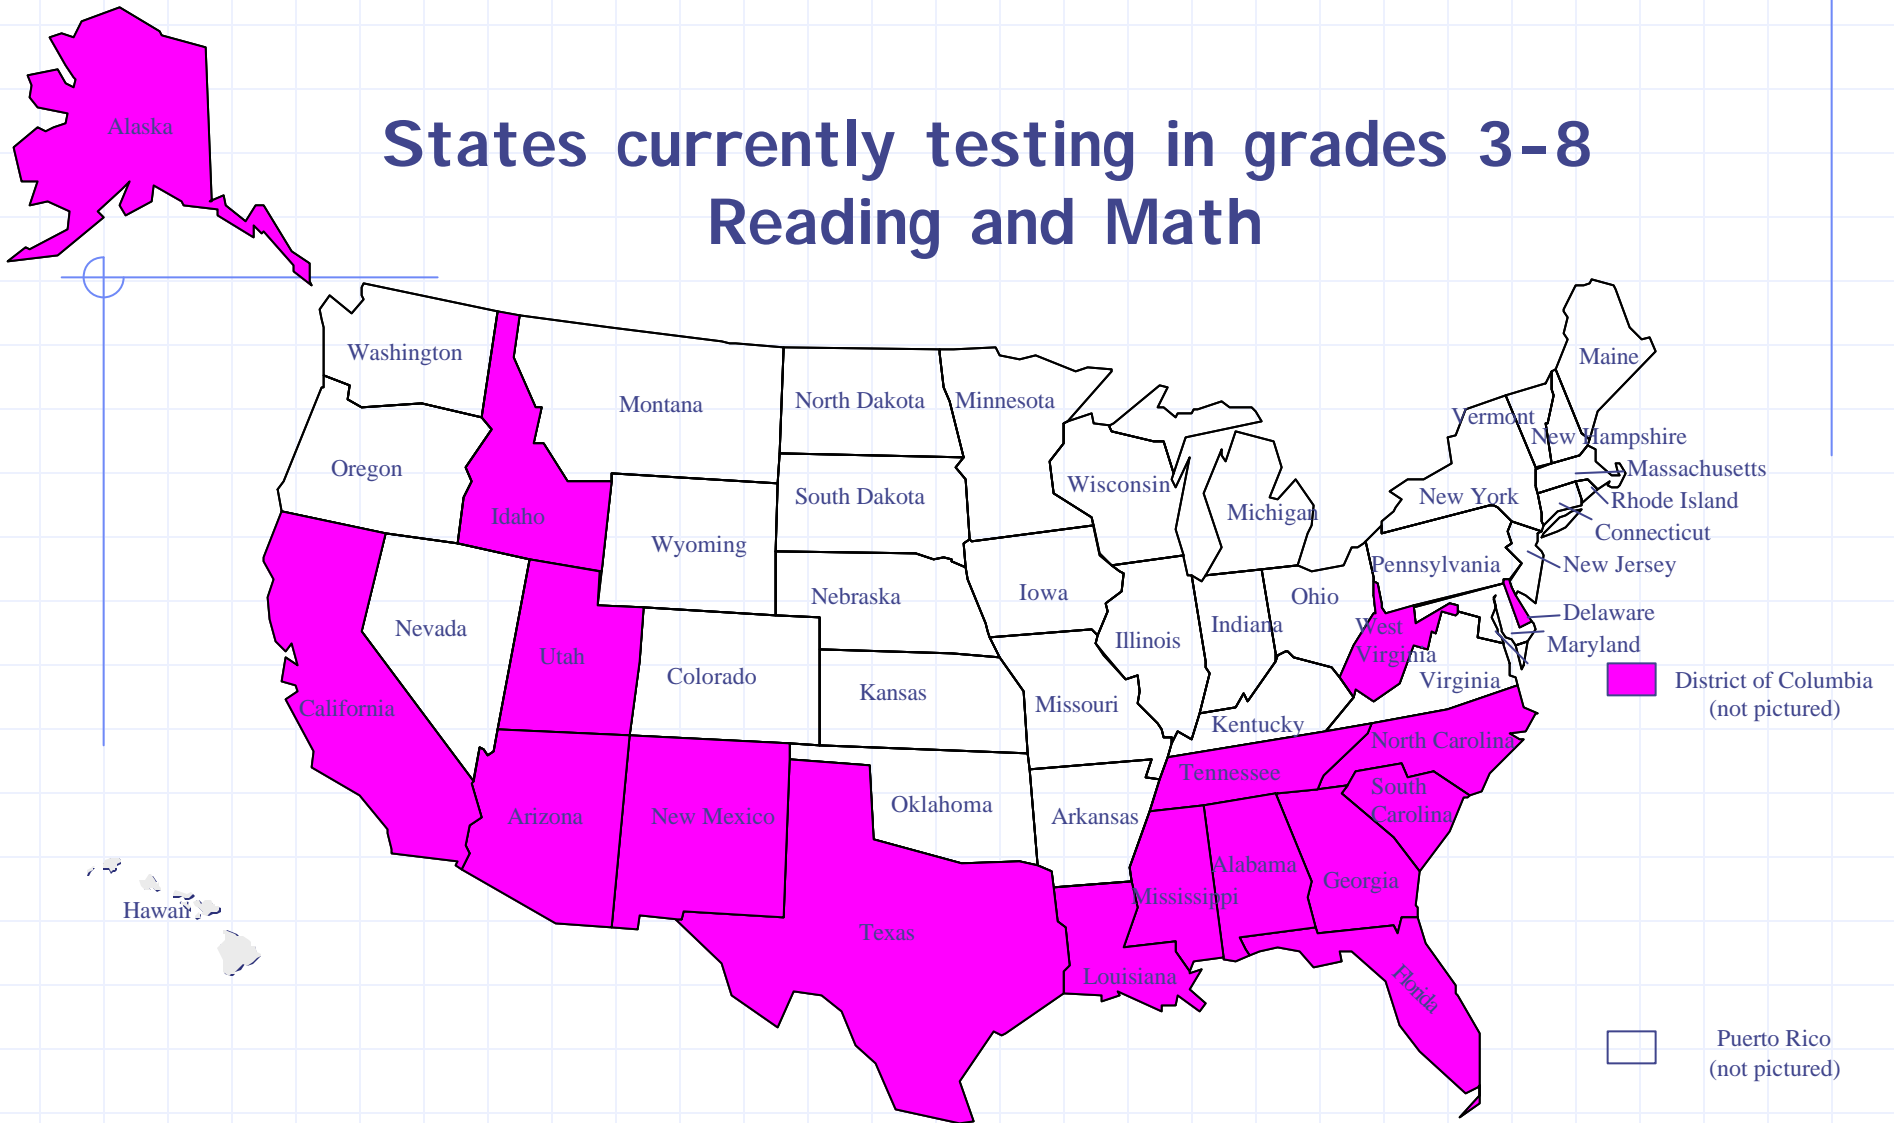 Alaska
States currently testing in grades 3-8
Reading and Math
Washington
Maine
Montana
North Dakota
Minnesota
Vermont
New Hampshire
Oregon
Massachusetts
South Dakota
Wisconsin
New York
Rhode Island
Idaho
Michigan
Connecticut
Wyoming
Pennsylvania
New Jersey
Nebraska
Iowa
Ohio
Delaware
Nevada
Illinois
Indiana
West
Virginia
Maryland
Utah
Colorado
Kansas
Virginia
District of Columbia
(not pictured)
California
Missouri
Kentucky
North Carolina
Tennessee
South
Carolina
Arizona
New Mexico
Oklahoma
Arkansas
Alabama
Georgia
Mississippi
Hawaii
Texas
Louisiana
Florida
Puerto Rico
(not pictured)